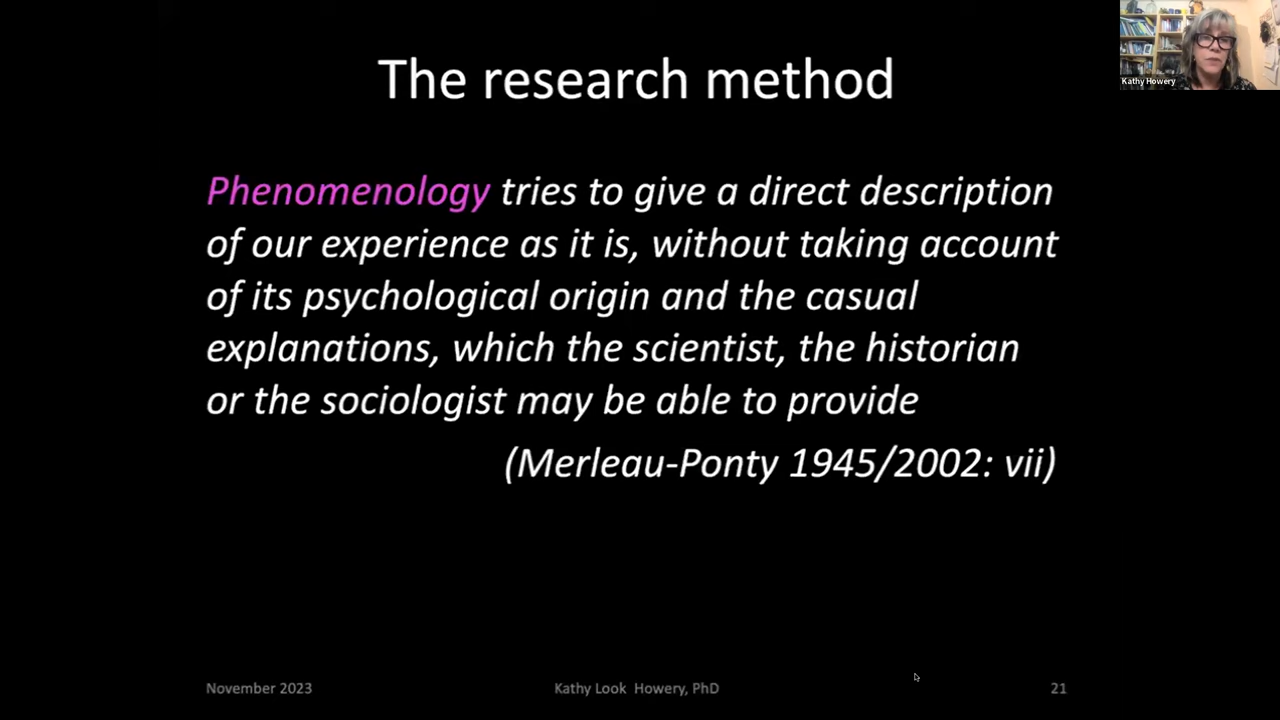 The research method
Kathy Howery
Phenomenology tries to give a direct description
of our experience as it is, without taking account
of its psychological origin and the casual
explanations, which the scientist, the historian
or the sociologist may be able to provide
(Merleau-Ponty 1945/2002: vii)
November 2023
Kathy Look Howery, PhD
21